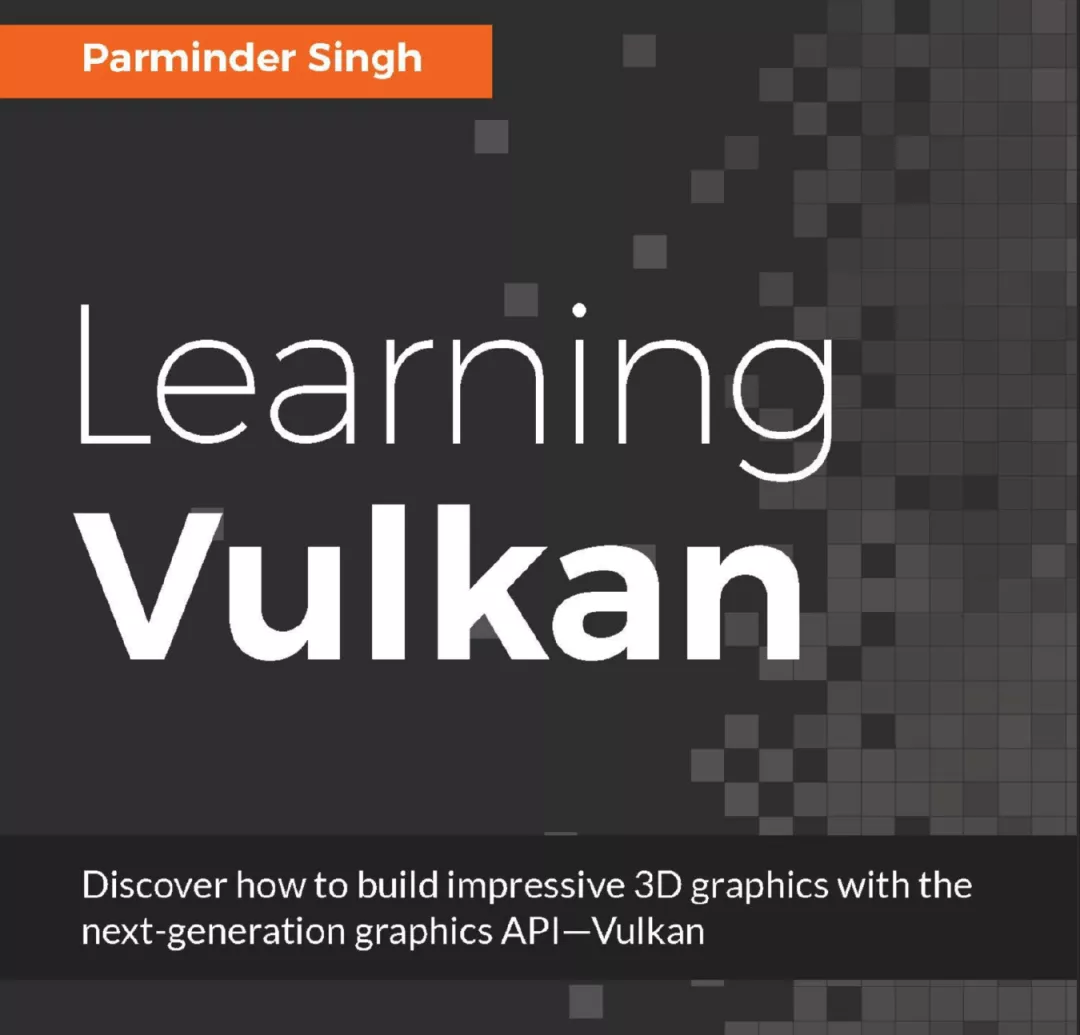 Parminder Singh
Learning
Vulkan
Discover how to build impressive 3D graphics with the
next-generation graphics API—Vulkan